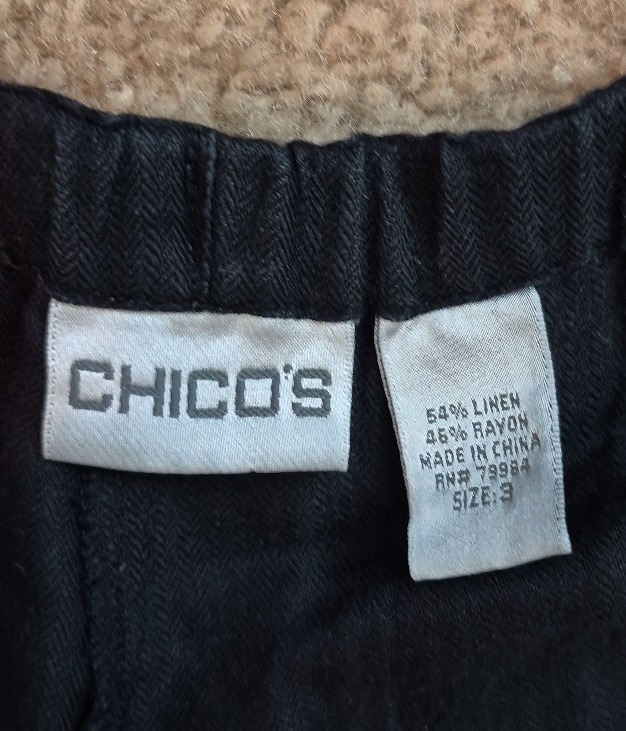 CHICO'S
54% LINEN
46% RAYON
MADE IN CHINA
RN# 79984
SIZE: 3